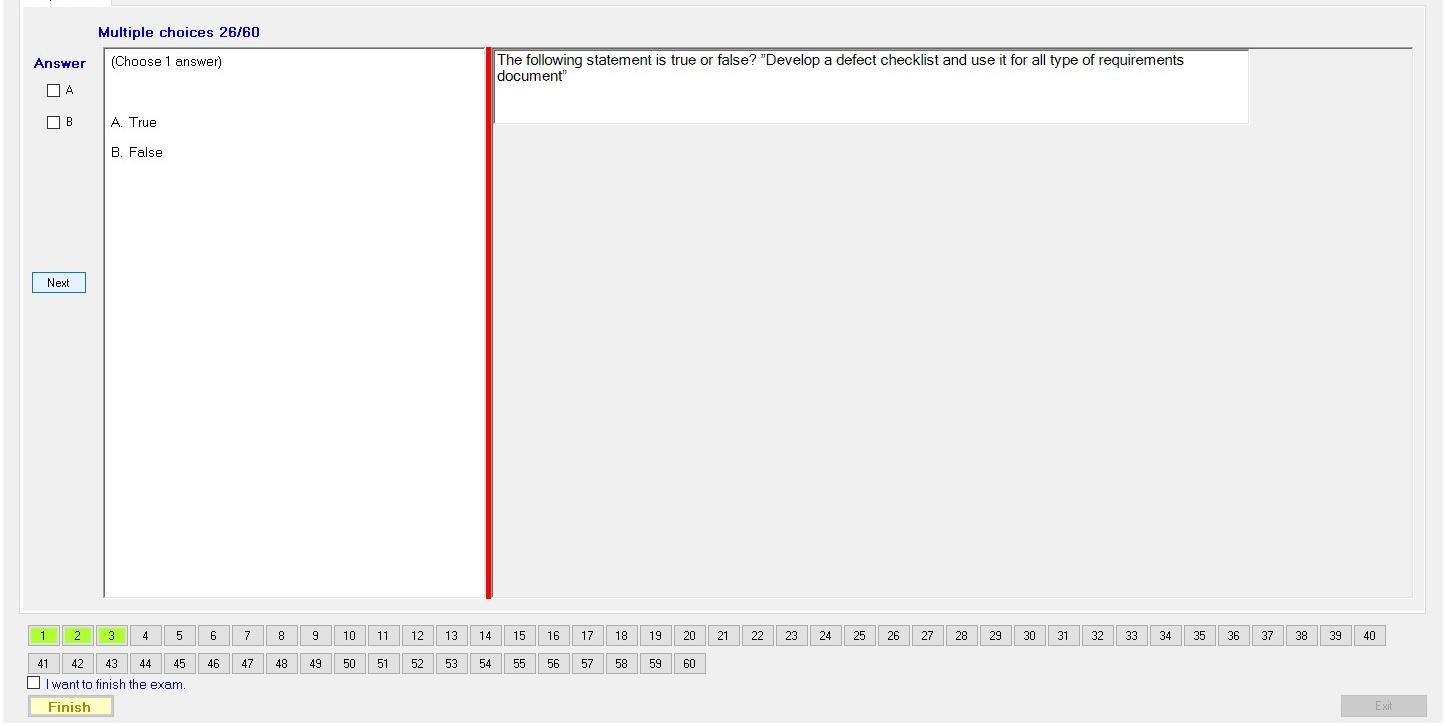 Multiple choices 26/60
Answer
A
B
Next
(Choose 1 answer)
A. True
B. False
The following statement is true or false? ”Develop a defect checklist and use it for all type of requirements
document”
1 2 3 4 5 6 7 8 9 10 11 12 13 14 15 16 17 18 19 20 21 22 23 24 25 26 27 28 29 30 31 32 33 34 35 36 37 38 39 40
41 42 43 44 45 46 47 48 49 50 51 52 53 54 55 56 57 58 59 60
I want to finish the exam.
Finish
Exit